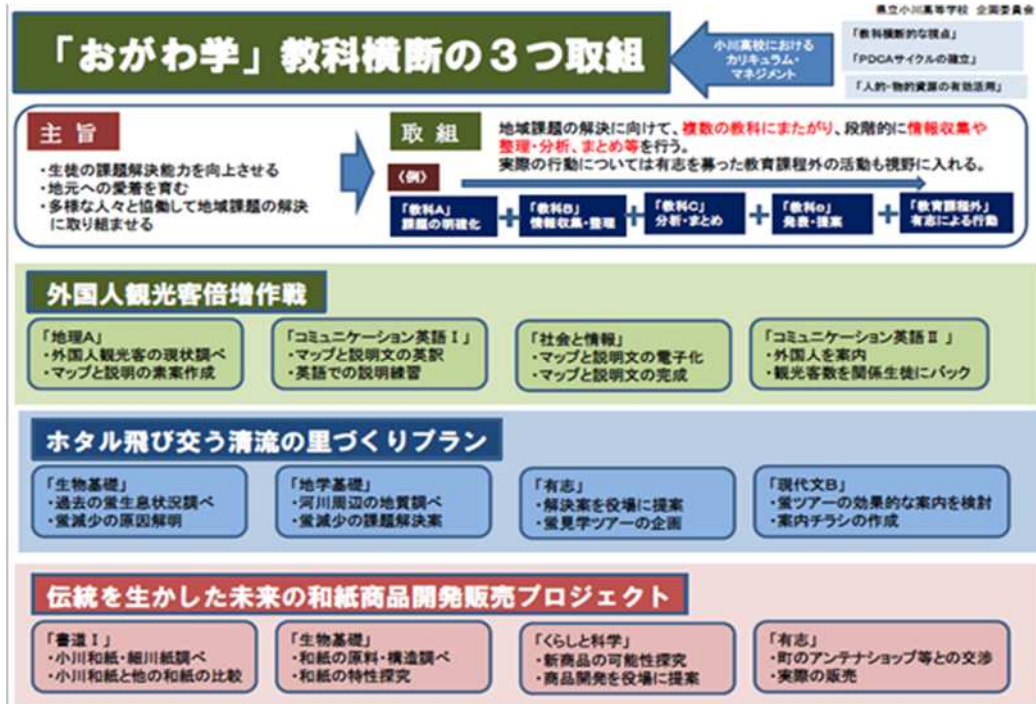 県立小川高等学校 企画委員会
「おがわ学」教科横断の３つ取組
小川高校における
カリキュラム・
マネジメント
「教科横断的な視点」
「PDCAサイクルの確立」
「人的・物的資源の有効活用」
主 旨
・生徒の課題解決能力を向上させる
・地元への愛着を育む
・多様な人々と協働して地域課題の解決
に取り組ませる
取 組
地域課題の解決に向けて、複数の教科にまたがり、段階的に情報収集や
整理・分析、まとめ等を行う。
実際の行動については有志を募った教育課程外の活動も視野に入れる。
〈例〉
「教科A」
課題の明確化
＋
「教科B」
情報収集・整理
＋
「教科C」
分析・まとめ
＋
「教科D」
発表・提案
＋
「教育課程外」
有志による行動
外国人観光客倍増作戦
「地理A」
・外国人観光客の現状調べ
・マップと説明の素案作成
「コミュニケーション英語Ⅰ」
・マップと説明文の英訳
・英語での説明練習
「社会と情報」
・マップと説明文の電子化
・マップと説明文の完成
「コミュニケーション英語Ⅱ」
・外国人を案内
・観光客数を関係生徒にバック
ホタル飛び交う清流の里づくりプラン
「生物基礎」
・過去の蛍生息状況調べ
・蛍減少の原因解明
「地学基礎」
・河川周辺の地質調べ
・蛍減少の課題解決案
「有志」
・解決案を役場に提案
・蛍見学ツアーの企画
「現代文B」
・蛍ツアーの効果的な案内を検討
・案内チラシの作成
伝統を生かした未来の和紙商品開発販売プロジェクト
「書道Ⅰ」
・小川和紙・細川紙調べ
・小川和紙と他の和紙の比較
「生物基礎」
・和紙の原料・構造調べ
・和紙の特性探究
「くらしと科学」
・新商品の可能性探究
・商品開発を役場に提案
「有志」
・町のアンテナショップ等との交渉
・実際の販売